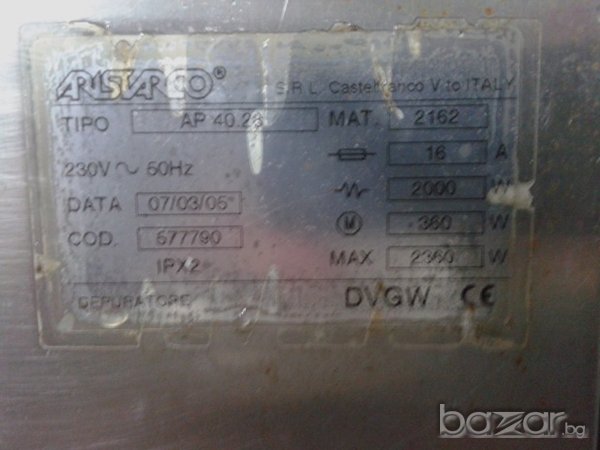 ARISTARCO® S.R.L. Castelfranco V.to ITALY
TIPO AP 40.26 MAT. 2162
16 A
230V ~ 50Hz 2000 W
DATA 07/03/05 M 360 W
COD. 577790
IPX2 MAX 2360 W
DEPURATORE DVGW CE
bazar.bg